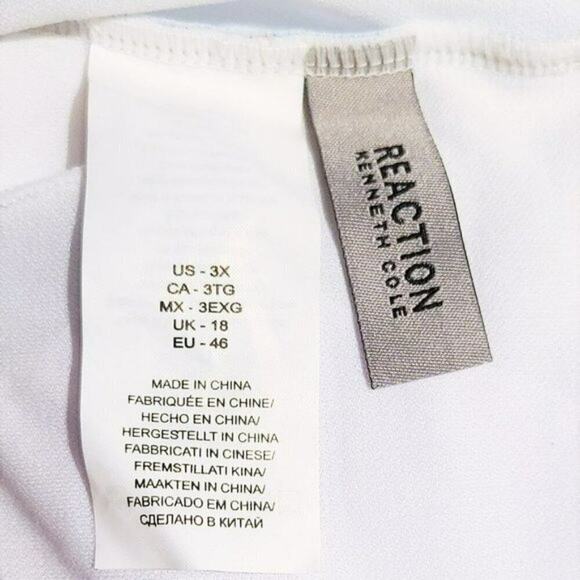 US - 3X
CA - 3TG
MX - 3EXG
UK - 18
EU - 46
MADE IN CHINA
FABRIQUÉE EN CHINE/
HECHO EN CHINA/
HERGESTELLT IN CHINA
FABBRICATI IN CINESE/
FREMSTILLATI KINA/
MAAKTEN IN CHINA/
FABRICADO EM CHINA/
СДЕЛАНО В КИТАЙ
REACTION
KENNETH COLE